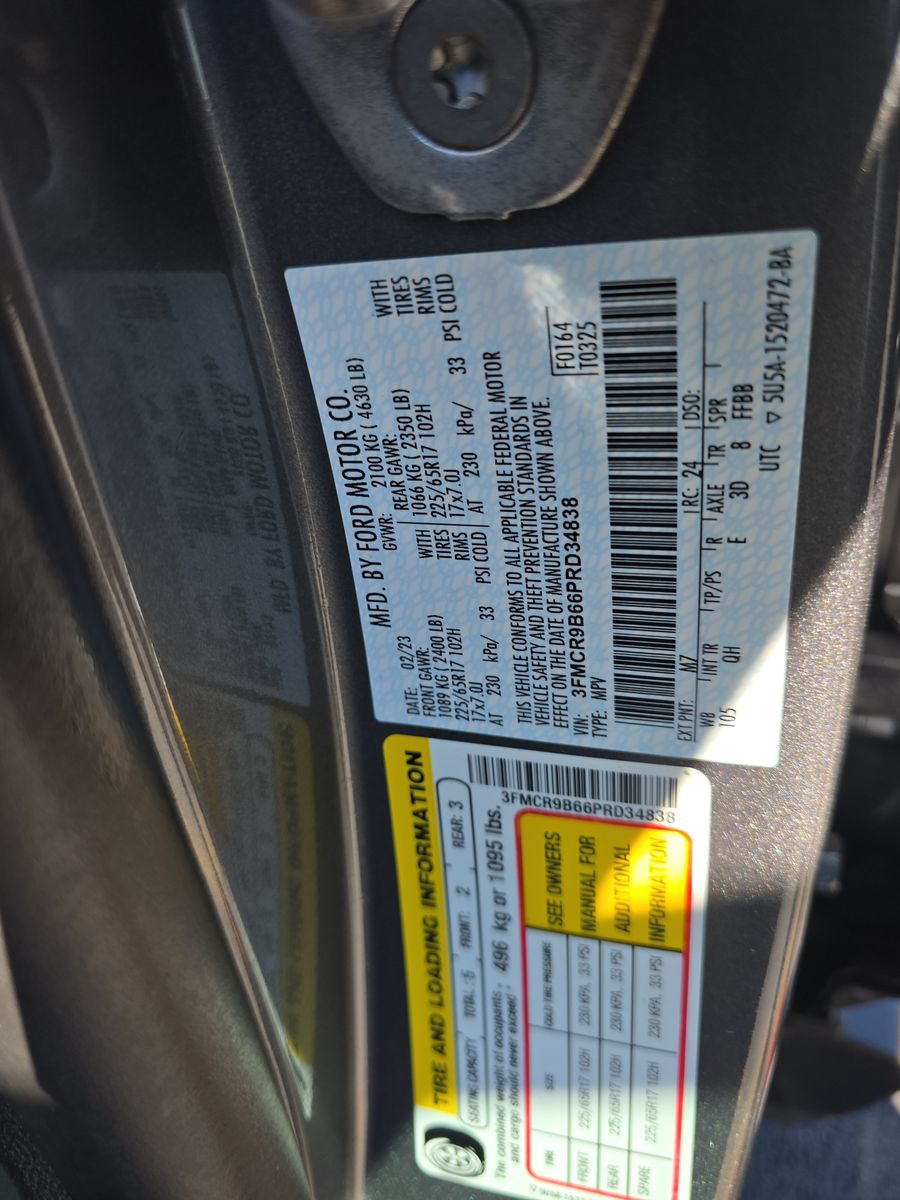 MFD. BY FORD MOTOR CO.
DATE: 02/23
GVWR: 2100 KG ( 4630 LB)
FRONT GAWR:
1089 KG ( 2400 LB)
225/65R17 102H
17x7.0J
AT 230 kPa/ 33 PSI COLD
WITH
TIRES
RIMS
REAR GAWR:
1066 KG ( 2350 LB)
225/65R17 102H
17x7.0J
AT 230 kPa/ 33 PSI COLD
WITH
TIRES
RIMS
THIS VEHICLE CONFORMS TO ALL APPLICABLE FEDERAL MOTOR
VEHICLE SAFETY AND THEFT PREVENTION STANDARDS IN
EFFECT ON THE DATE OF MANUFACTURE SHOWN ABOVE.
VIN: 3FMCR9B66PRD34838
TYPE: MPV
F0164
T0325
EXT PNT: M7 RC: 24 DSO:
WB INT TR TP/PS R AXLE TR SPR
105 QH E 3D 8 FFBB
UTC ▽ 5U5A-1520472-BA
TIRE AND LOADING INFORMATION
SEATING CAPACITY TOTAL : 5 FRONT: 2 REAR: 3
The combined weight of occupants and cargo should never exceed : 496 kg or 1095 lbs.
3FMCR9B66PRD34838
TIRE SIZE COLD TIRE PRESSURE
FRONT 225/65R17 102H 230 KPA, 33 PSI
REAR 225/65R17 102H 230 KPA, 33 PSI
SPARE 225/65R17 102H 230 KPA, 33 PSI
SEE OWNERS
MANUAL FOR
ADDITIONAL
INFORMATION